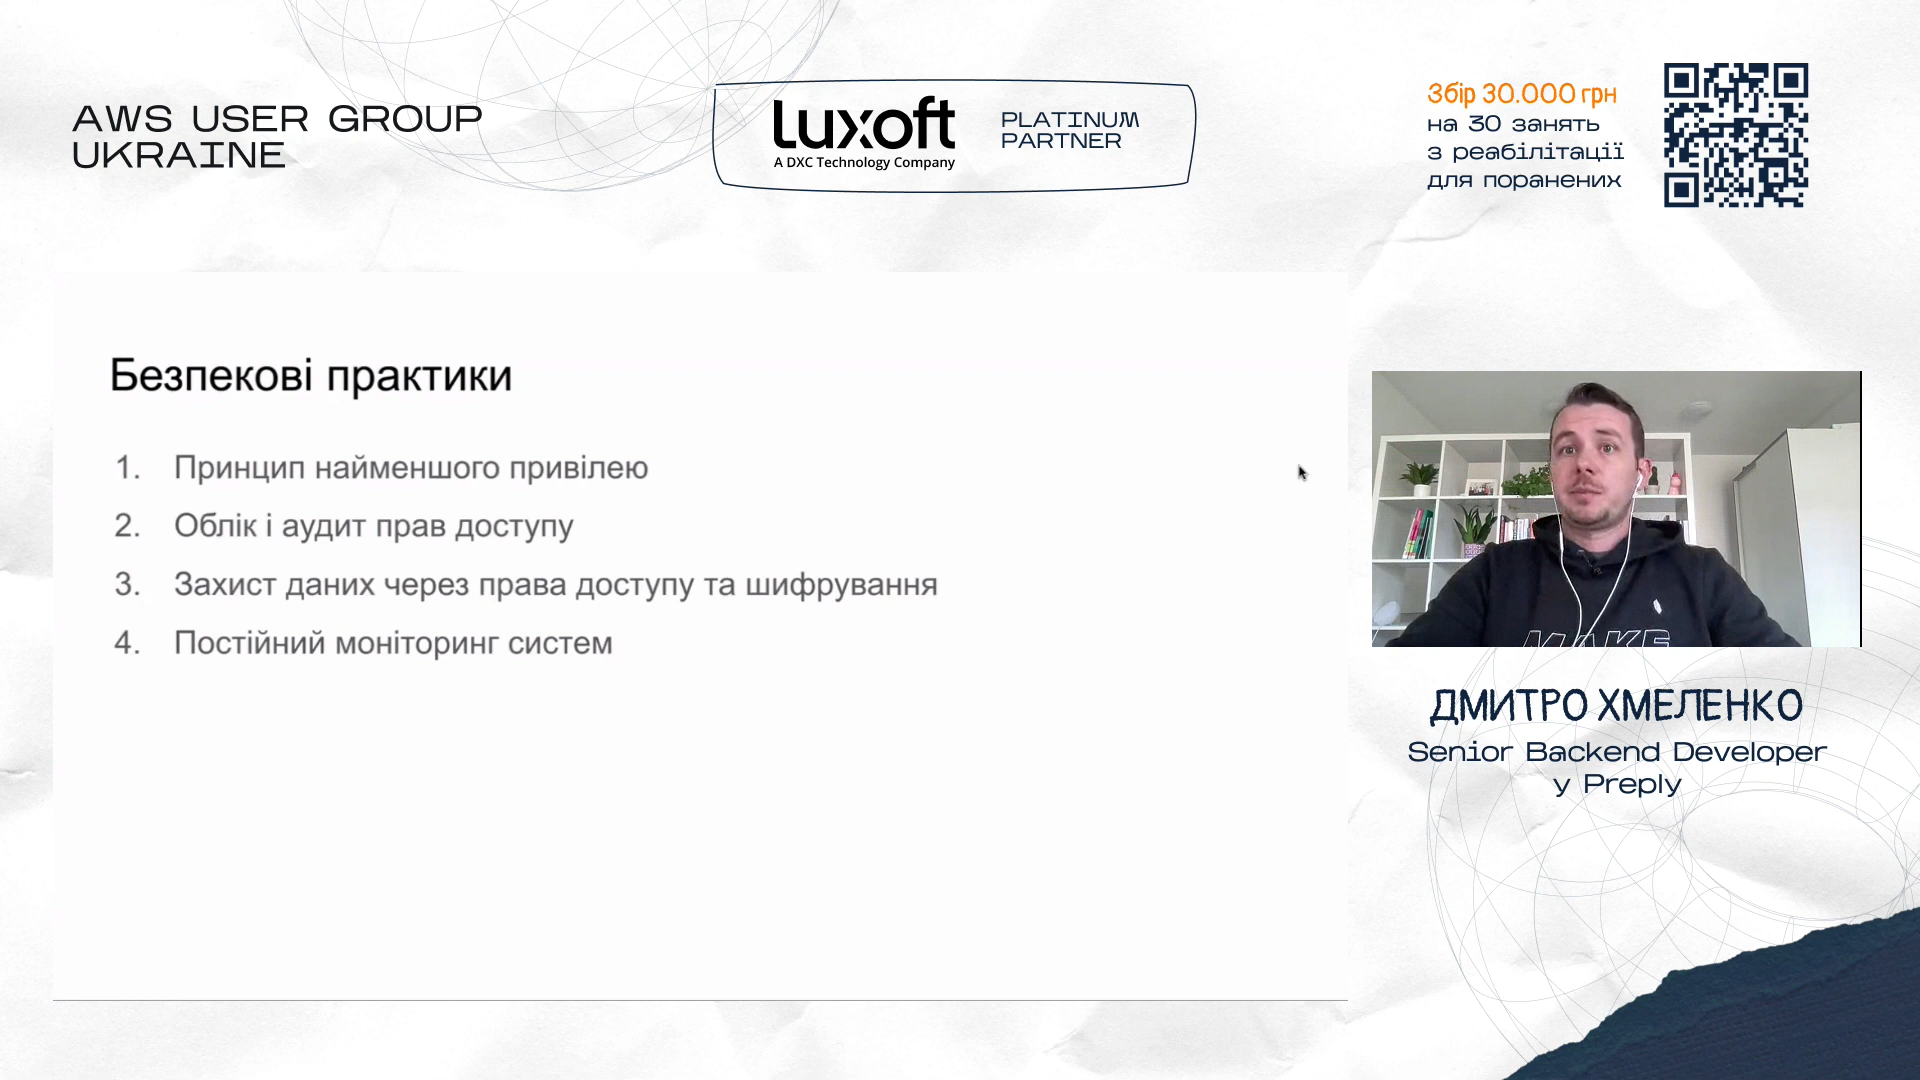 AWS USER GROUP
UKRAINE
Luxoft
A DXC Technology Company
PLATINUM
PARTNER
Збір 30.000 грн
на 30 занять
з реабілітації
для поранених
Безпекові практики
1. Принцип найменшого привілею
2. Облік і аудит прав доступу
3. Захист даних через права доступу та шифрування
4. Постійний моніторинг систем
MAKE
ДМИТРО ХМЕЛЕНКО
Senior Backend Developer
у Preply